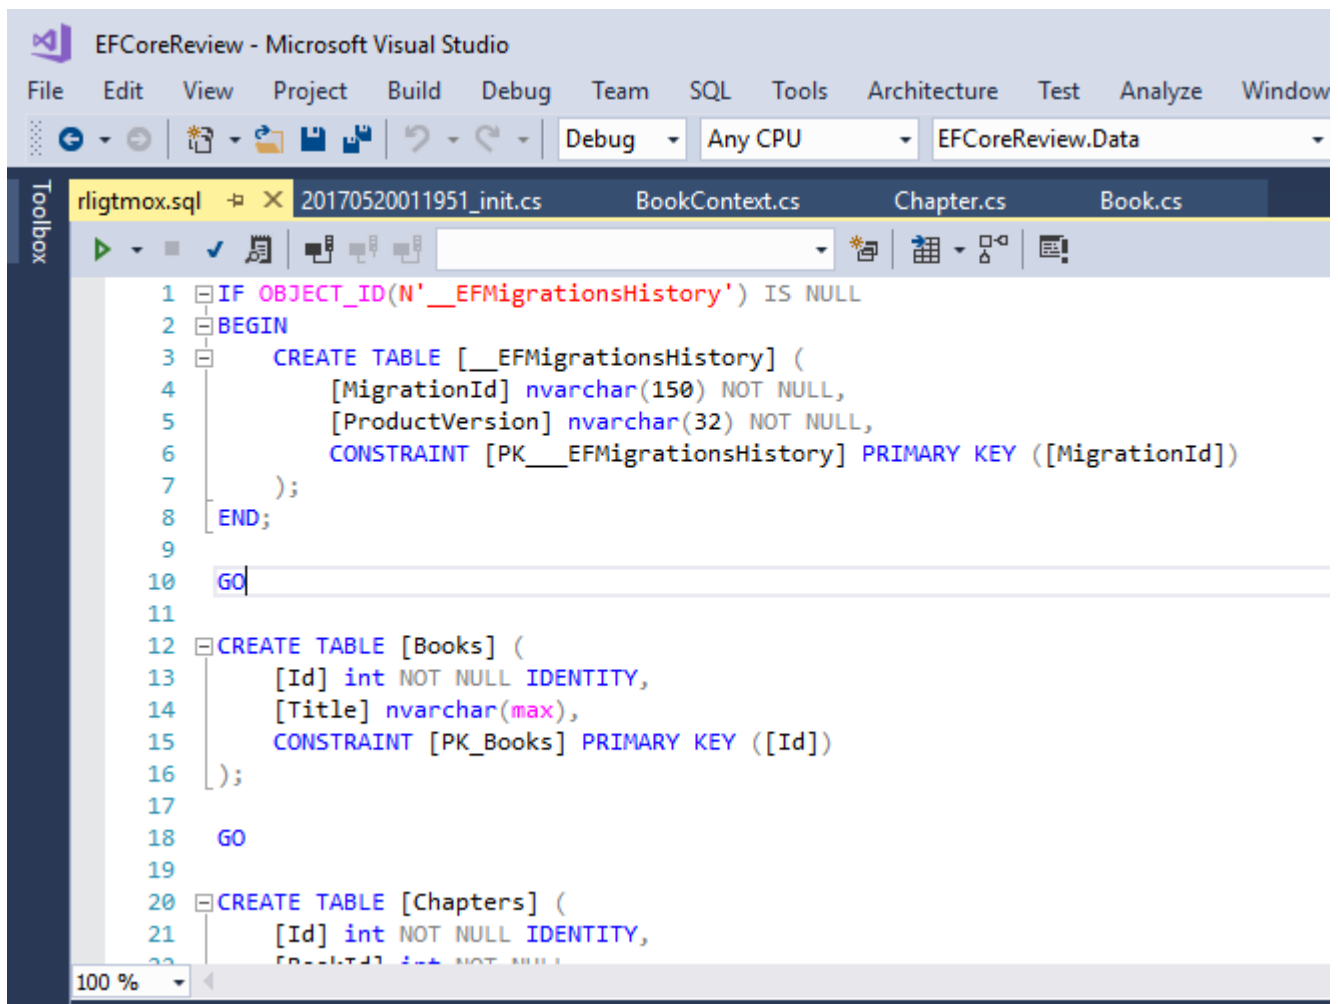 EFCoreReview - Microsoft Visual Studio
File Edit View Project Build Debug Team SQL Tools Architecture Test Analyze Window
Debug Any CPU EFCoreReview.Data
Toolbox
rligtmox.sql 20170520011951_init.cs BookContext.cs Chapter.cs Book.cs
1 IF OBJECT_ID(N'__EFMigrationsHistory') IS NULL
2 BEGIN
3 CREATE TABLE [__EFMigrationsHistory] (
4 [MigrationId] nvarchar(150) NOT NULL,
5 [ProductVersion] nvarchar(32) NOT NULL,
6 CONSTRAINT [PK___EFMigrationsHistory] PRIMARY KEY ([MigrationId])
7 );
8 END;
9
10 GO
11
12 CREATE TABLE [Books] (
13 [Id] int NOT NULL IDENTITY,
14 [Title] nvarchar(max),
15 CONSTRAINT [PK_Books] PRIMARY KEY ([Id])
16 );
17
18 GO
19
20 CREATE TABLE [Chapters] (
21 [Id] int NOT NULL IDENTITY,
22 [BookId] int NOT NULL
100 %